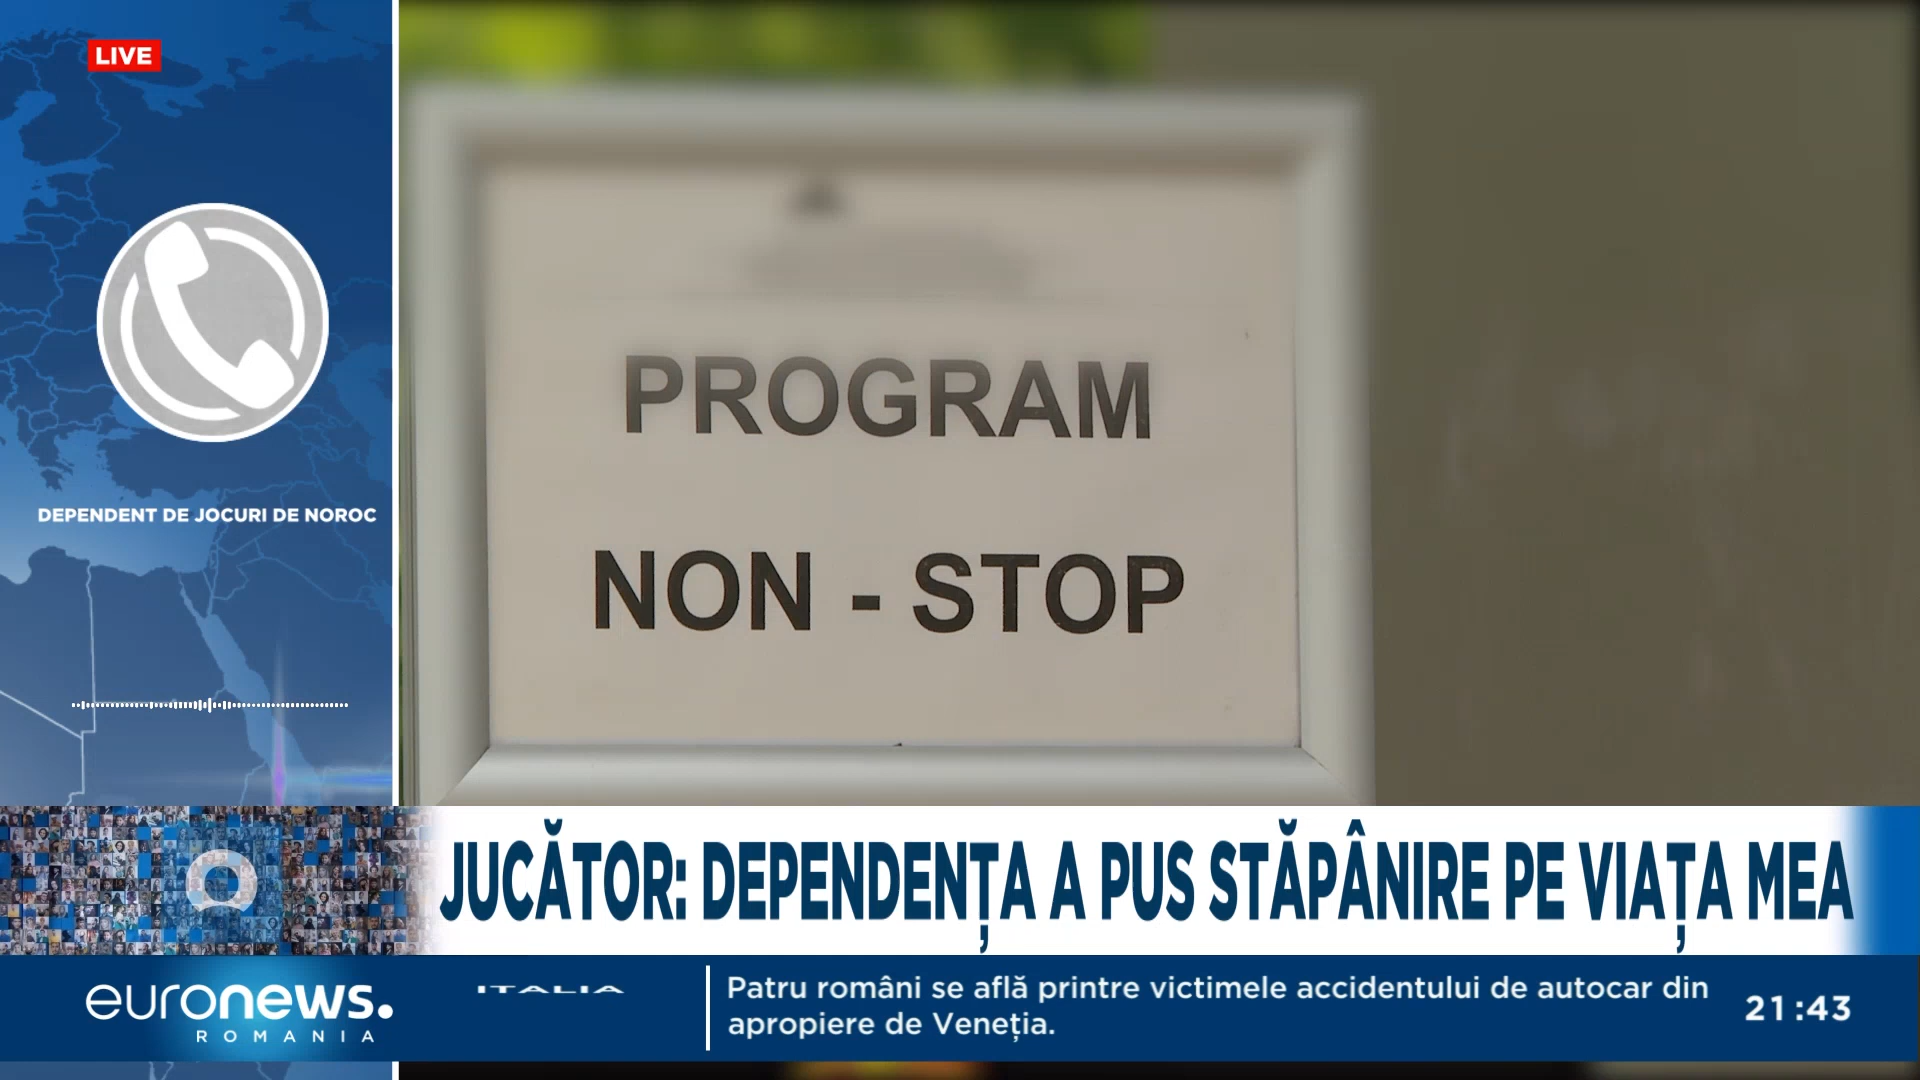 LIVE
DEPENDENT DE JOCURI DE NOROC
PROGRAM
NON - STOP
JUCĂTOR: DEPENDENȚA A PUS STĂPÂNIRE PE VIAȚA MEA
euronews.
ROMANIA
ITALIA
Patru români se află printre victimele accidentului de autocar din
apropiere de Veneția.
21:43